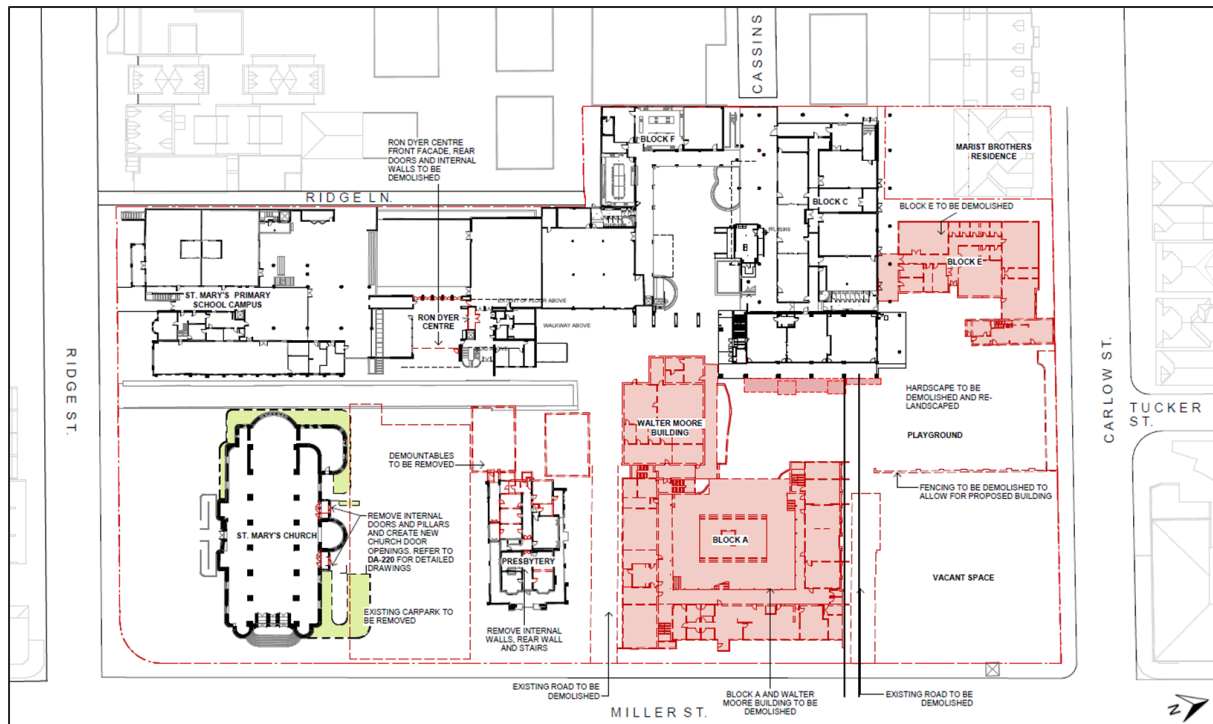 CASSINS
RON DYER CENTRE
FRONT FACADE, REAR
DOORS AND INTERNAL
WALLS TO BE
DEMOLISHED
BLOCK F
MARIST BROTHERS
RESIDENCE
RIDGE LN.
BLOCK C
BLOCK E TO BE DEMOLISHED
BLOCK E
ST. MARY'S PRIMARY
SCHOOL CAMPUS
EXTENT OF FLOOR ABOVE
RON DYER
CENTRE
WALKWAY ABOVE
RIDGE ST.
CARLOW ST.
TUCKER
ST.
HARDSCAPE TO BE
DEMOLISHED AND RE-
LANDSCAPED
WALTER MOORE
BUILDING
PLAYGROUND
DEMOUNTABLES
TO BE REMOVED
FENCING TO BE DEMOLISHED TO
ALLOW FOR PROPOSED BUILDING
REMOVE INTERNAL
DOORS AND PILLARS
AND CREATE NEW
CHURCH DOOR
OPENINGS. REFER TO
DA-220 FOR DETAILED
DRAWINGS
ST. MARY'S CHURCH
BLOCK A
PRESBYTERY
VACANT SPACE
EXISTING CARPARK TO
BE REMOVED
REMOVE INTERNAL
WALLS, REAR WALL
AND STAIRS
EXISTING ROAD TO BE
DEMOLISHED
BLOCK A AND WALTER
MOORE BUILDING TO BE
DEMOLISHED
EXISTING ROAD TO BE
DEMOLISHED
MILLER ST.
N